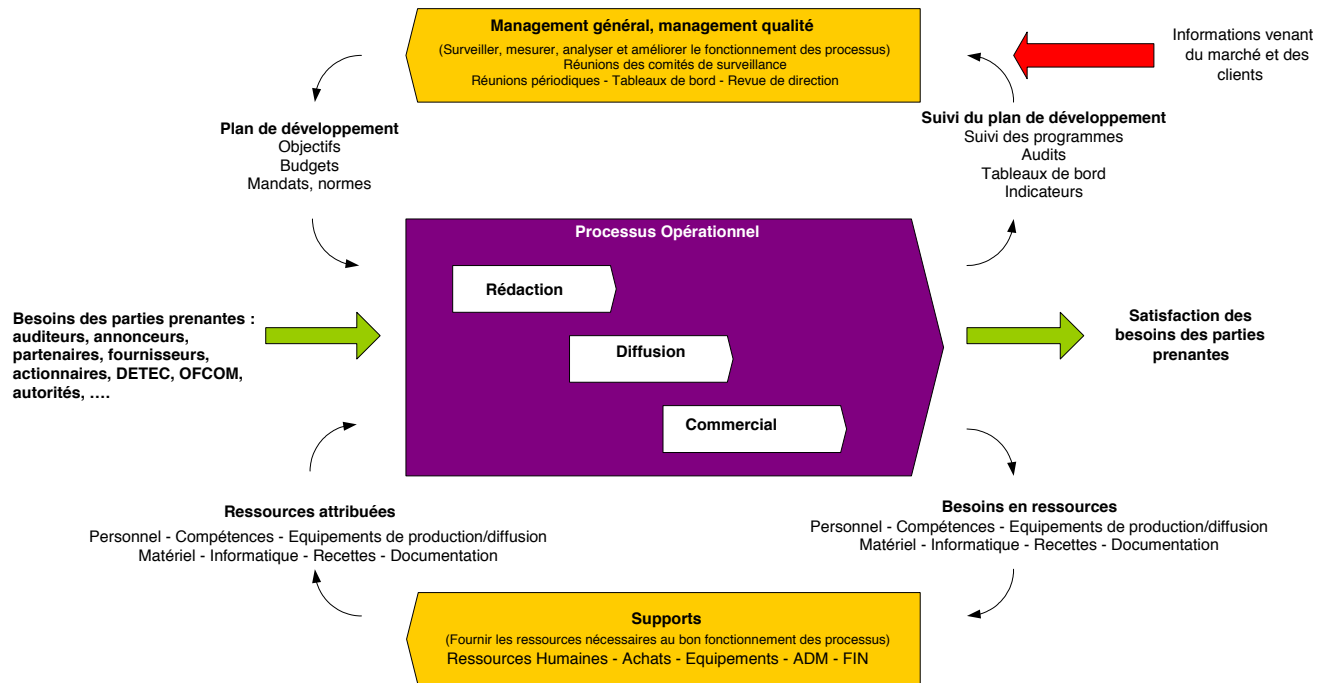 Management général, management qualité
(Surveiller, mesurer, analyser et améliorer le fonctionnement des processus)
Réunions des comités de surveillance
Réunions périodiques - Tableaux de bord - Revue de direction
Informations venant
du marché et des
clients
Plan de développement
Objectifs
Budgets
Mandats, normes
Suivi du plan de développement
Suivi des programmes
Audits
Tableaux de bord
Indicateurs
Processus Opérationnel
Rédaction
Diffusion
Commercial
Besoins des parties prenantes :
auditeurs, annonceurs,
partenaires, fournisseurs,
actionnaires, DETEC, OFCOM,
autorités, ....
Satisfaction des
besoins des parties
prenantes
Ressources attribuées
Personnel - Compétences - Equipements de production/diffusion
Matériel - Informatique - Recettes - Documentation
Besoins en ressources
Personnel - Compétences - Equipements de production/diffusion
Matériel - Informatique - Recettes - Documentation
Supports
(Fournir les ressources nécessaires au bon fonctionnement des processus)
Ressources Humaines - Achats - Equipements - ADM - FIN